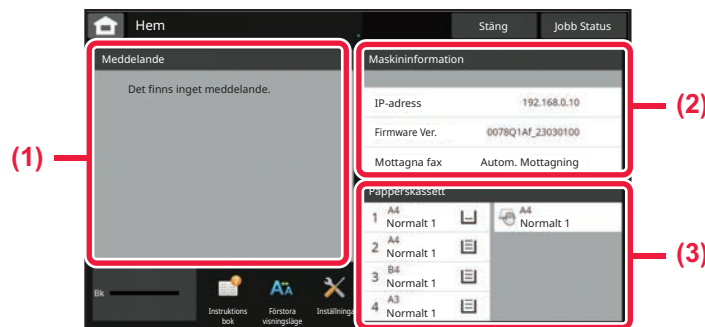 Hem
Stäng
Jobb Status
Meddelande
Det finns inget meddelande.
(1)
Maskininformation
IP-adress 192.168.0.10
Firmware Ver. 0078Q1Af_23030100
Mottagna fax Autom. Mottagning
(2)
Papperskassett
1 A4
Normalt 1
2 A4
Normalt 1
3 B4
Normalt 1
4 A3
Normalt 1
A4
Normalt 1
(3)
Bk
Instruktions
bok
Förstora
visningsläge
Inställninga